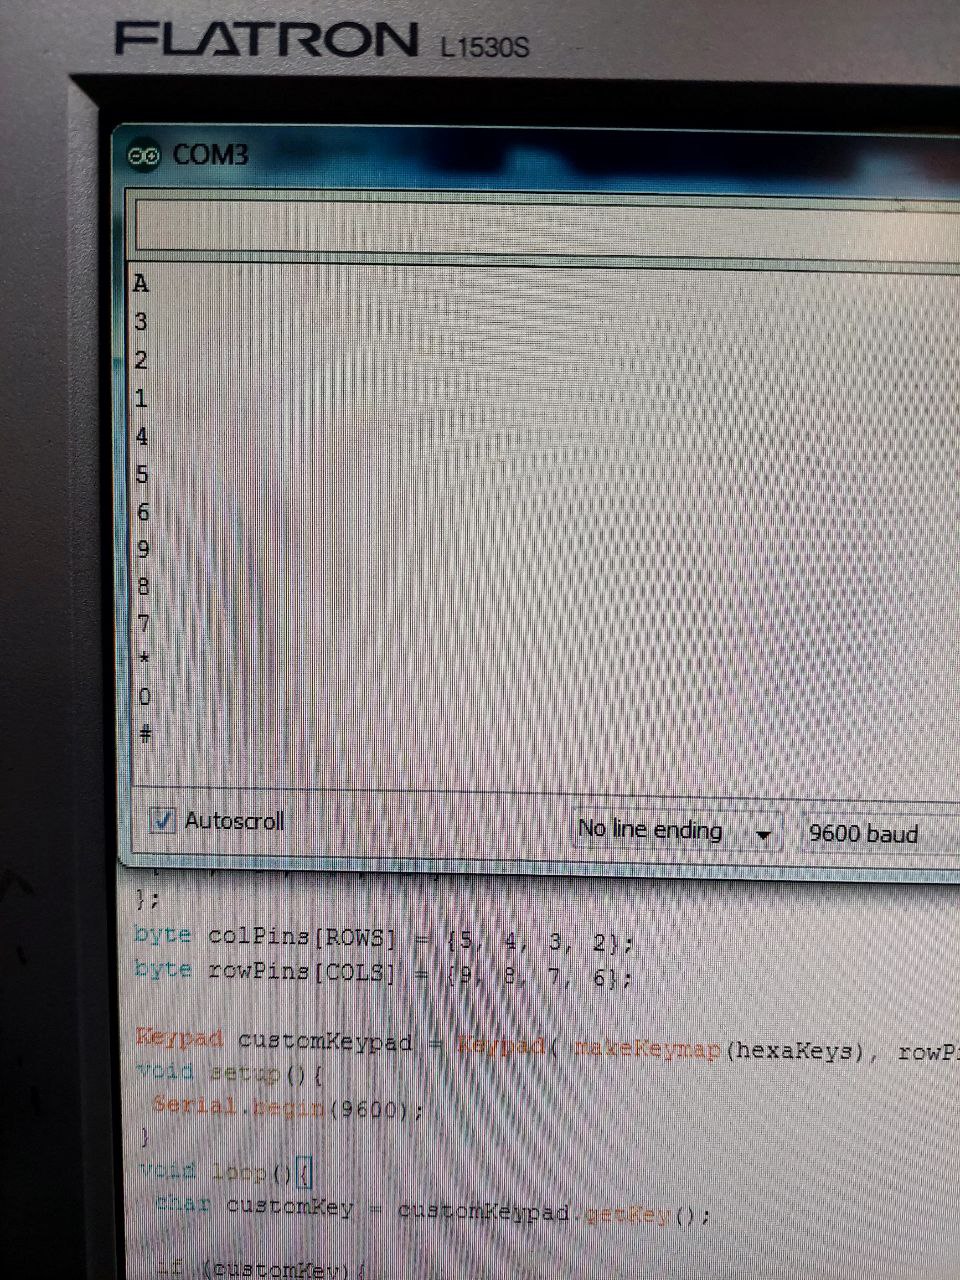 FLATRON L1530S
COM3
A
3
2
1
4
5
6
9
8
7
*
0
#
Autoscroll
No line ending
9600 baud
};
byte colPins[ROWS] = {5, 4, 3, 2};
byte rowPins[COLS] = {9, 8, 7, 6};
Keypad customKeypad = Keypad( makeKeymap(hexaKeys), rowPi
void setup(){
Serial.begin(9600);
}
void loop(){
char customKey = customKeypad.getKey();
if (customKey){